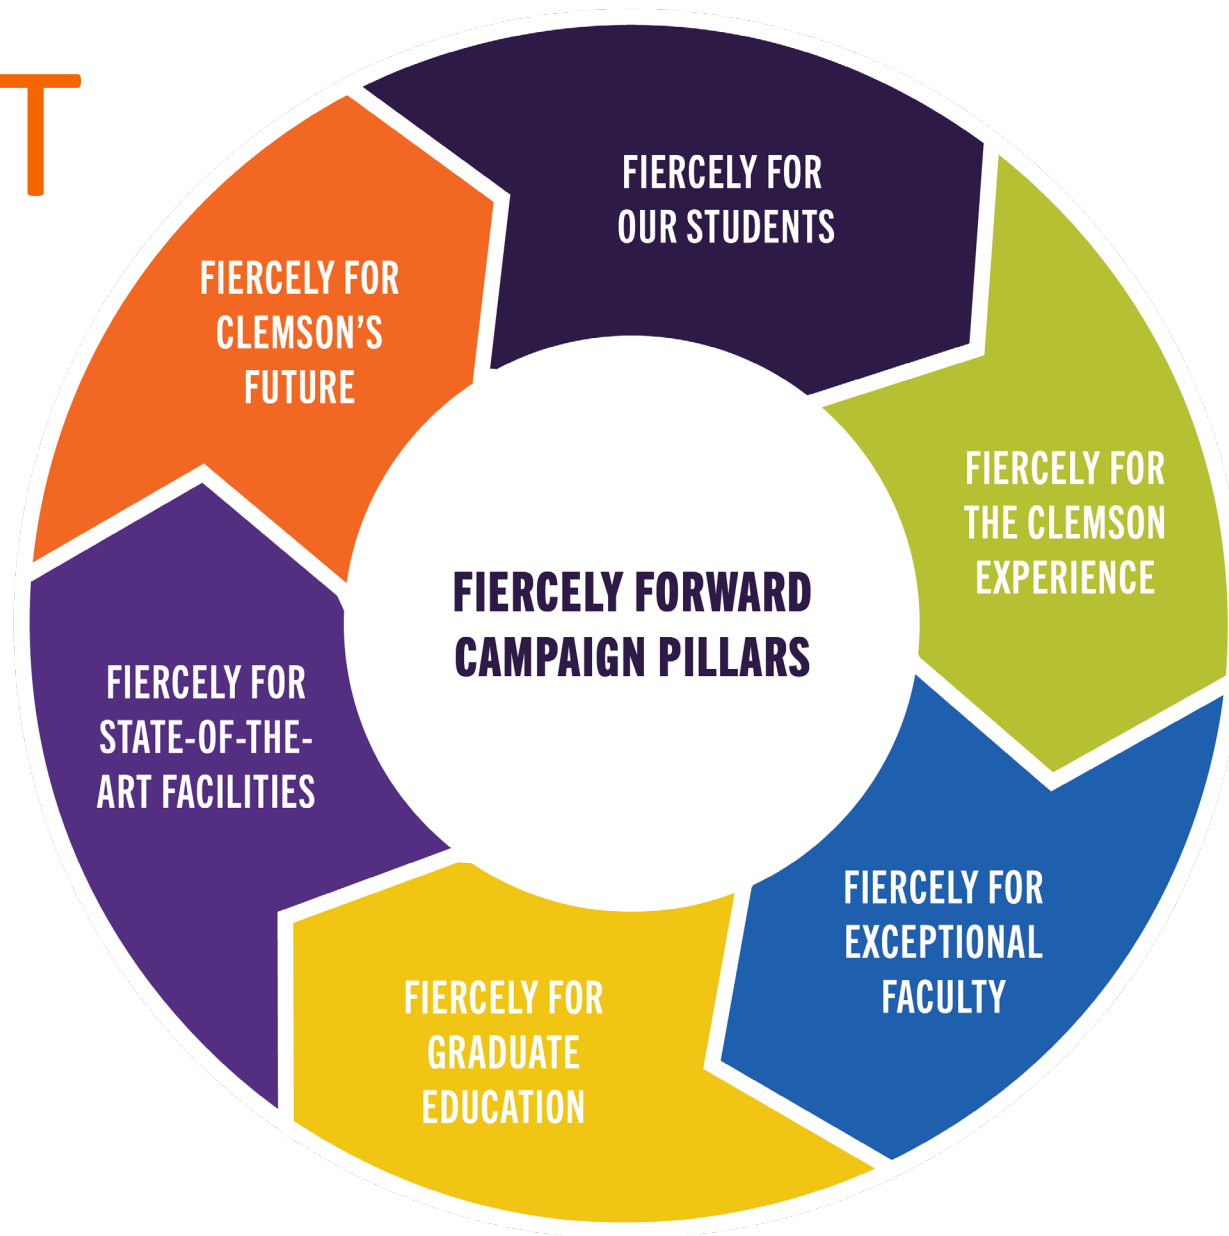 T
FIERCELY FOR
OUR STUDENTS
FIERCELY FOR
CLEMSON'S
FUTURE
FIERCELY FOR
THE CLEMSON
EXPERIENCE
FIERCELY FORWARD
CAMPAIGN PILLARS
FIERCELY FOR
STATE-OF-THE-
ART FACILITIES
FIERCELY FOR
EXCEPTIONAL
FACULTY
FIERCELY FOR
GRADUATE
EDUCATION